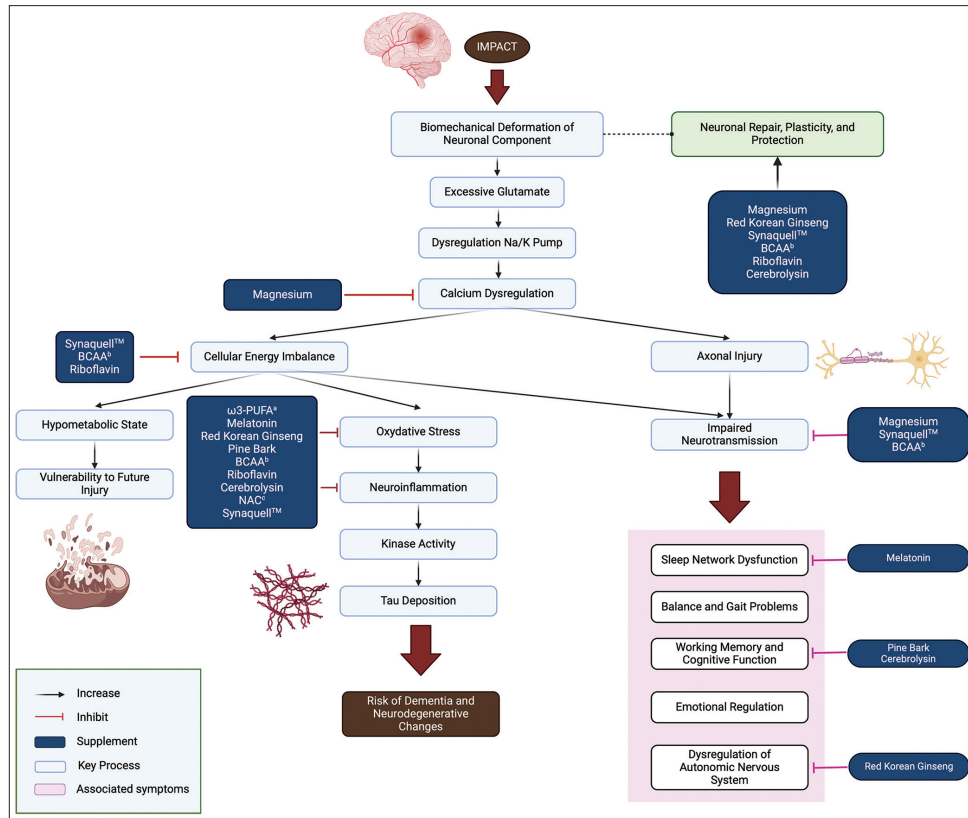 IMPACT
Biomechanical Deformation of
Neuronal Component
Neuronal Repair, Plasticity, and
Protection
Excessive Glutamate
Magnesium
Red Korean Ginseng
Synaquell™
BCAAᵇ
Riboflavin
Cerebrolysin
Dysregulation Na/K Pump
Magnesium
Calcium Dysregulation
Synaquell™
BCAAᵇ
Riboflavin
Cellular Energy Imbalance
Axonal Injury
Hypometabolic State
ω3-PUFAᵃ
Melatonin
Red Korean Ginseng
Pine Bark
BCAAᵇ
Riboflavin
Cerebrolysin
NACᶜ
Synaquell™
Oxydative Stress
Impaired
Neurotransmission
Magnesium
Synaquell™
BCAAᵇ
Vulnerability to Future
Injury
Neuroinflammation
Kinase Activity
Tau Deposition
Sleep Network Dysfunction
Melatonin
Balance and Gait Problems
Working Memory and
Cognitive Function
Pine Bark
Cerebrolysin
Risk of Dementia and
Neurodegenerative
Changes
Emotional Regulation
Dysregulation of
Autonomic Nervous
System
Red Korean Ginseng
Increase
Inhibit
Supplement
Key Process
Associated symptoms